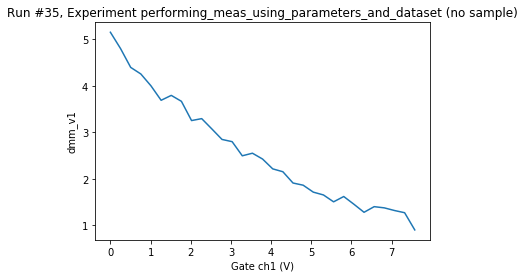 Run #35, Experiment performing_meas_using_parameters_and_dataset (no sample)
5
4
3
2
1
dmm_v1
0 1 2 3 4 5 6 7
Gate ch1 (V)